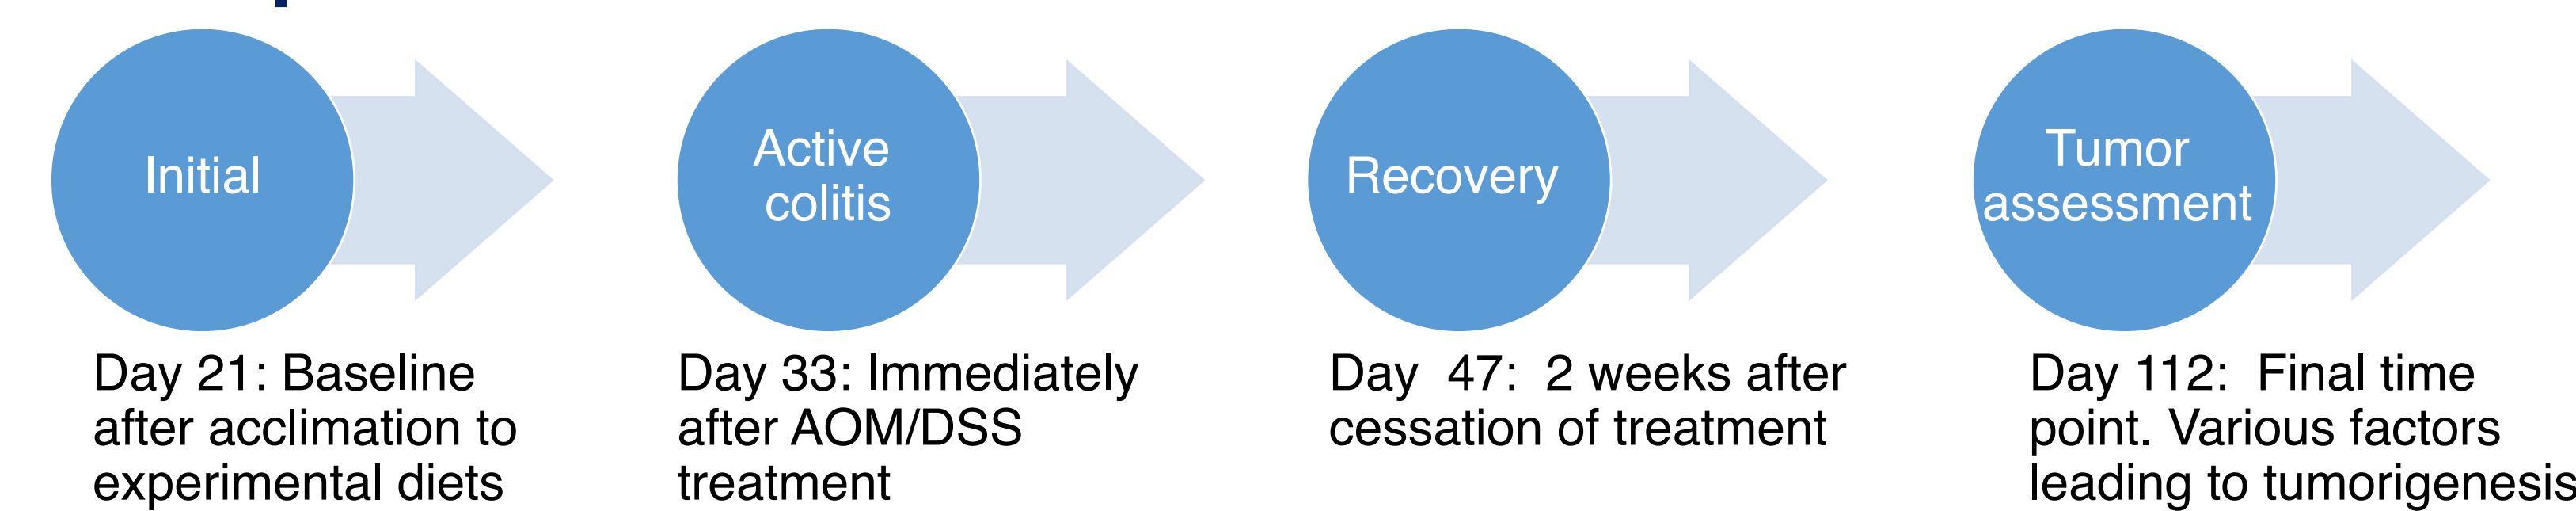 Initial
Active
colitis
Recovery
Tumor
assessment
Day 21: Baseline
after acclimation to
experimental diets
Day 33: Immediately
after AOM/DSS
treatment
Day 47: 2 weeks after
cessation of treatment
Day 112: Final time
point. Various factors
leading to tumorigenesis